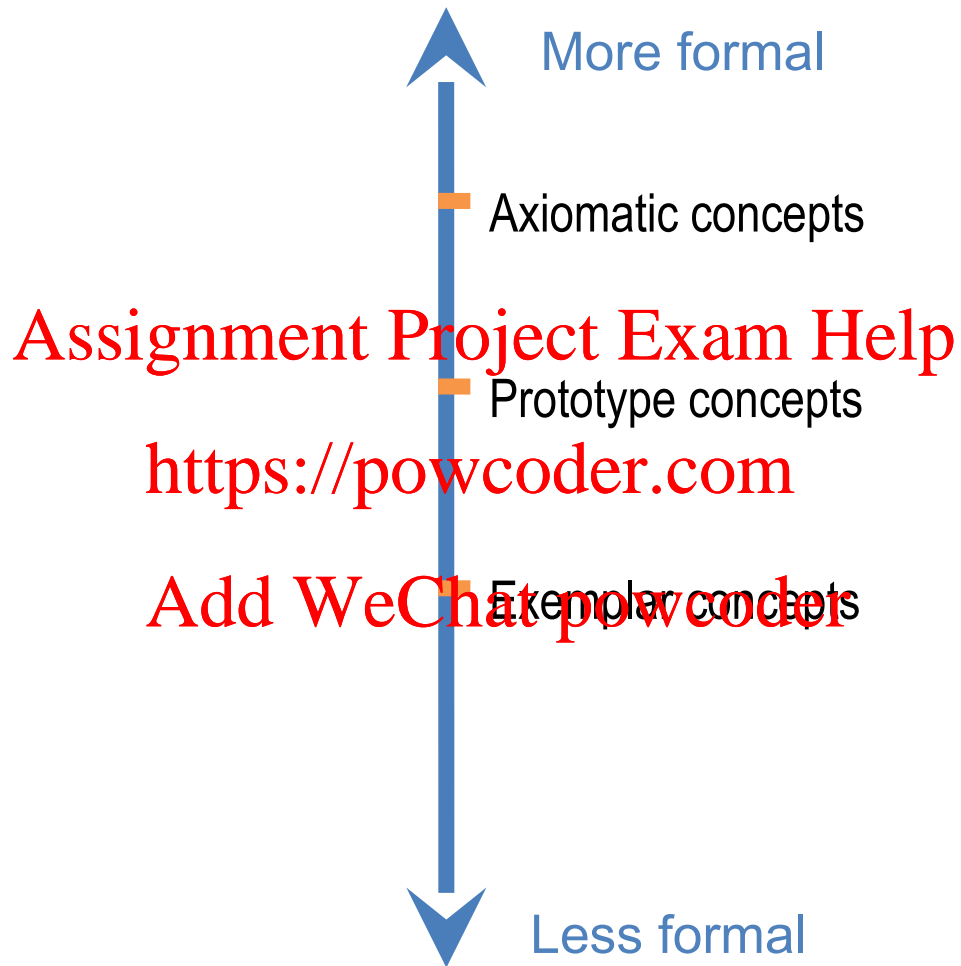 More formal
Axiomatic concepts
Assignment Project Exam Help
Prototype concepts
https://powcoder.com
Exemplar concepts
Add WeChat powcoder
Less formal